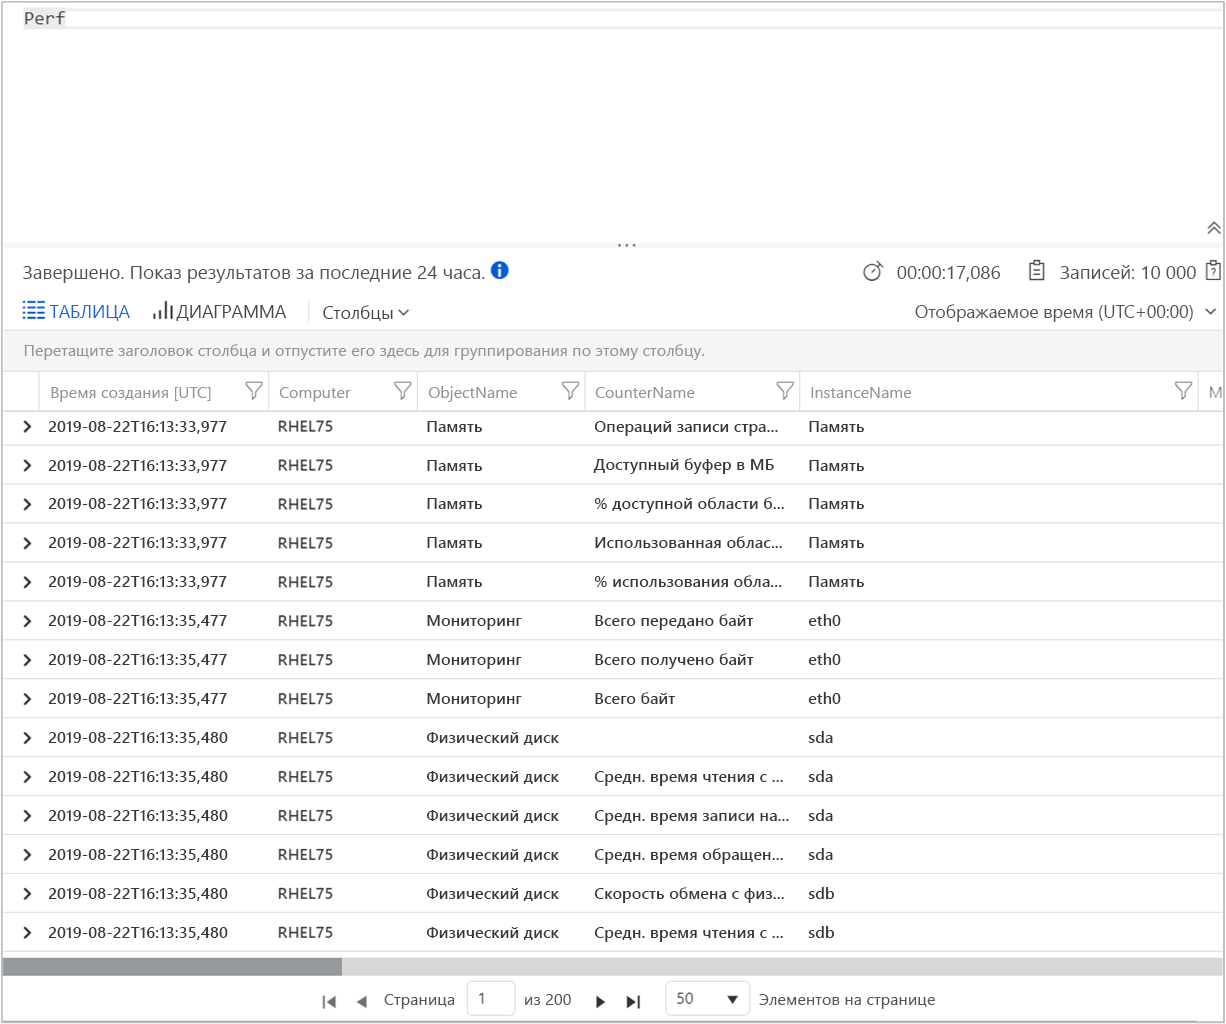 Perf
...
Завершено. Показ результатов за последние 24 часа. 00:00:17,086 Записей: 10 000
ТАБЛИЦА ДИАГРАММА Столбцы Отображаемое время (UTC+00:00)
Перетащите заголовок столбца и отпустите его здесь для группирования по этому столбцу.
Время создания [UTC] Computer ObjectName CounterName InstanceName M
2019-08-22T16:13:33,977 RHEL75 Память Операций записи стра... Память
2019-08-22T16:13:33,977 RHEL75 Память Доступный буфер в МБ Память
2019-08-22T16:13:33,977 RHEL75 Память % доступной области б... Память
2019-08-22T16:13:33,977 RHEL75 Память Использованная облас... Память
2019-08-22T16:13:33,977 RHEL75 Память % использования обла... Память
2019-08-22T16:13:35,477 RHEL75 Мониторинг Всего передано байт eth0
2019-08-22T16:13:35,477 RHEL75 Мониторинг Всего получено байт eth0
2019-08-22T16:13:35,477 RHEL75 Мониторинг Всего байт eth0
2019-08-22T16:13:35,480 RHEL75 Физический диск sda
2019-08-22T16:13:35,480 RHEL75 Физический диск Средн. время чтения с ... sda
2019-08-22T16:13:35,480 RHEL75 Физический диск Средн. время записи на... sda
2019-08-22T16:13:35,480 RHEL75 Физический диск Средн. время обращен... sda
2019-08-22T16:13:35,480 RHEL75 Физический диск Скорость обмена с физ... sdb
2019-08-22T16:13:35,480 RHEL75 Физический диск Средн. время чтения с ... sdb
Страница 1 из 200 50 Элементов на странице